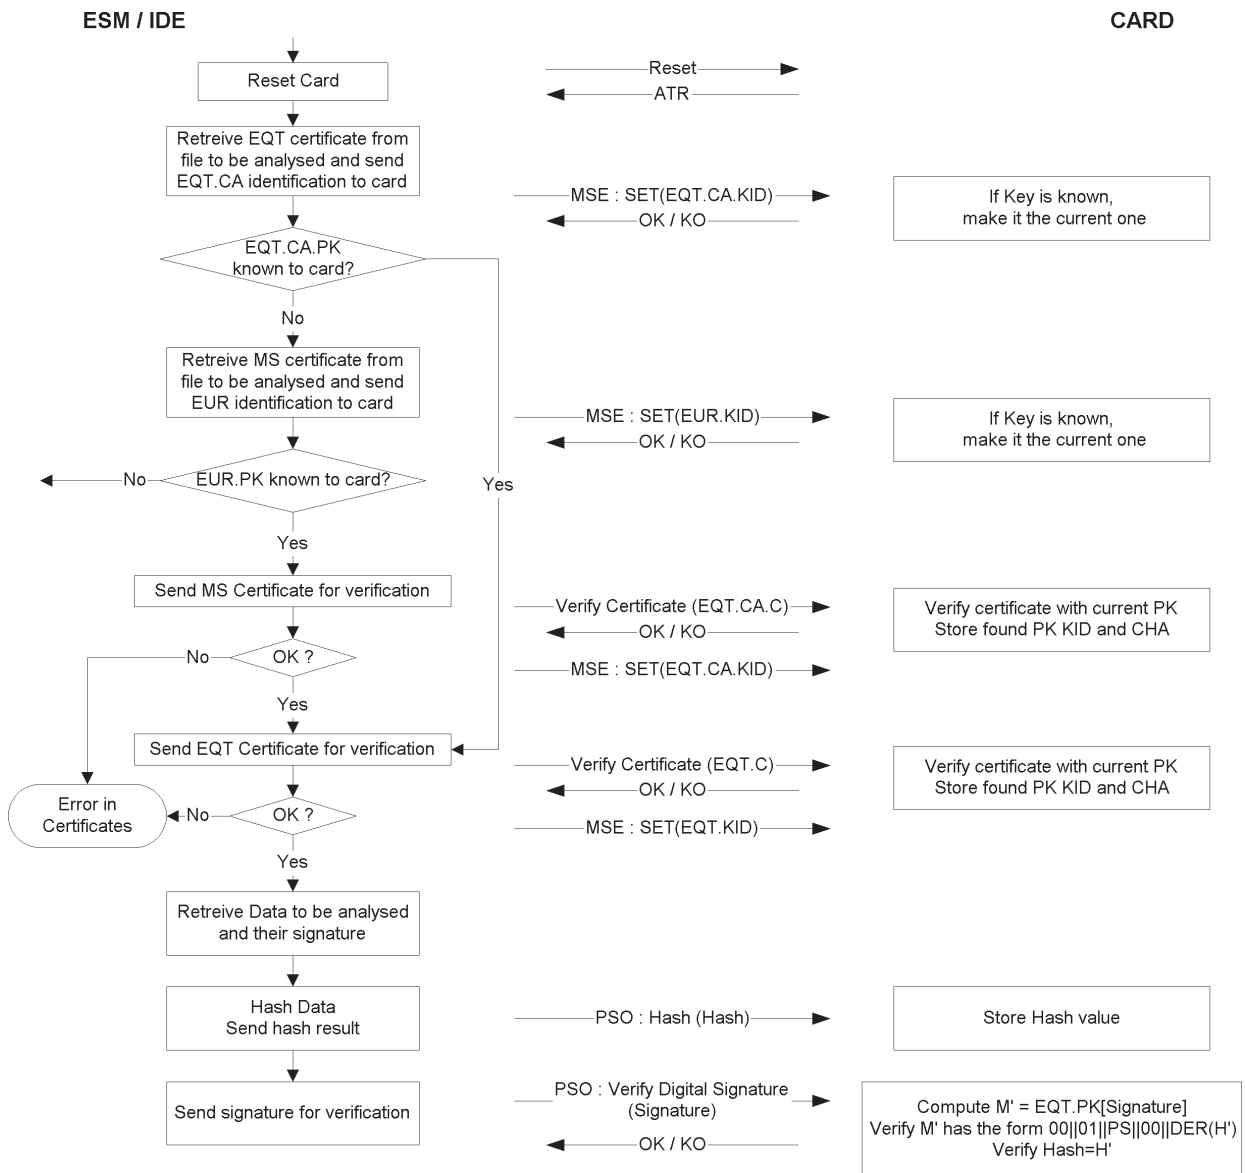 ESM / IDE
CARD
Reset Card
Reset
ATR
Retreive EQT certificate from
file to be analysed and send
EQT.CA identification to card
MSE : SET(EQT.CA.KID)
OK / KO
If Key is known,
make it the current one
EQT.CA.PK
known to card?
No
Retreive MS certificate from
file to be analysed and send
EUR identification to card
MSE : SET(EUR.KID)
OK / KO
If Key is known,
make it the current one
No
EUR.PK known to card?
Yes
Yes
Send MS Certificate for verification
Verify Certificate (EQT.CA.C)
OK / KO
Verify certificate with current PK
Store found PK KID and CHA
No
OK ?
MSE : SET(EQT.CA.KID)
Yes
Send EQT Certificate for verification
Verify Certificate (EQT.C)
OK / KO
Verify certificate with current PK
Store found PK KID and CHA
Error in
Certificates
No
OK ?
MSE : SET(EQT.KID)
Yes
Retreive Data to be analysed
and their signature
Hash Data
Send hash result
PSO : Hash (Hash)
Store Hash value
Send signature for verification
PSO : Verify Digital Signature
(Signature)
OK / KO
Compute M' = EQT.PK[Signature]
Verify M' has the form 00||01||PS||00||DER(H')
Verify Hash=H'